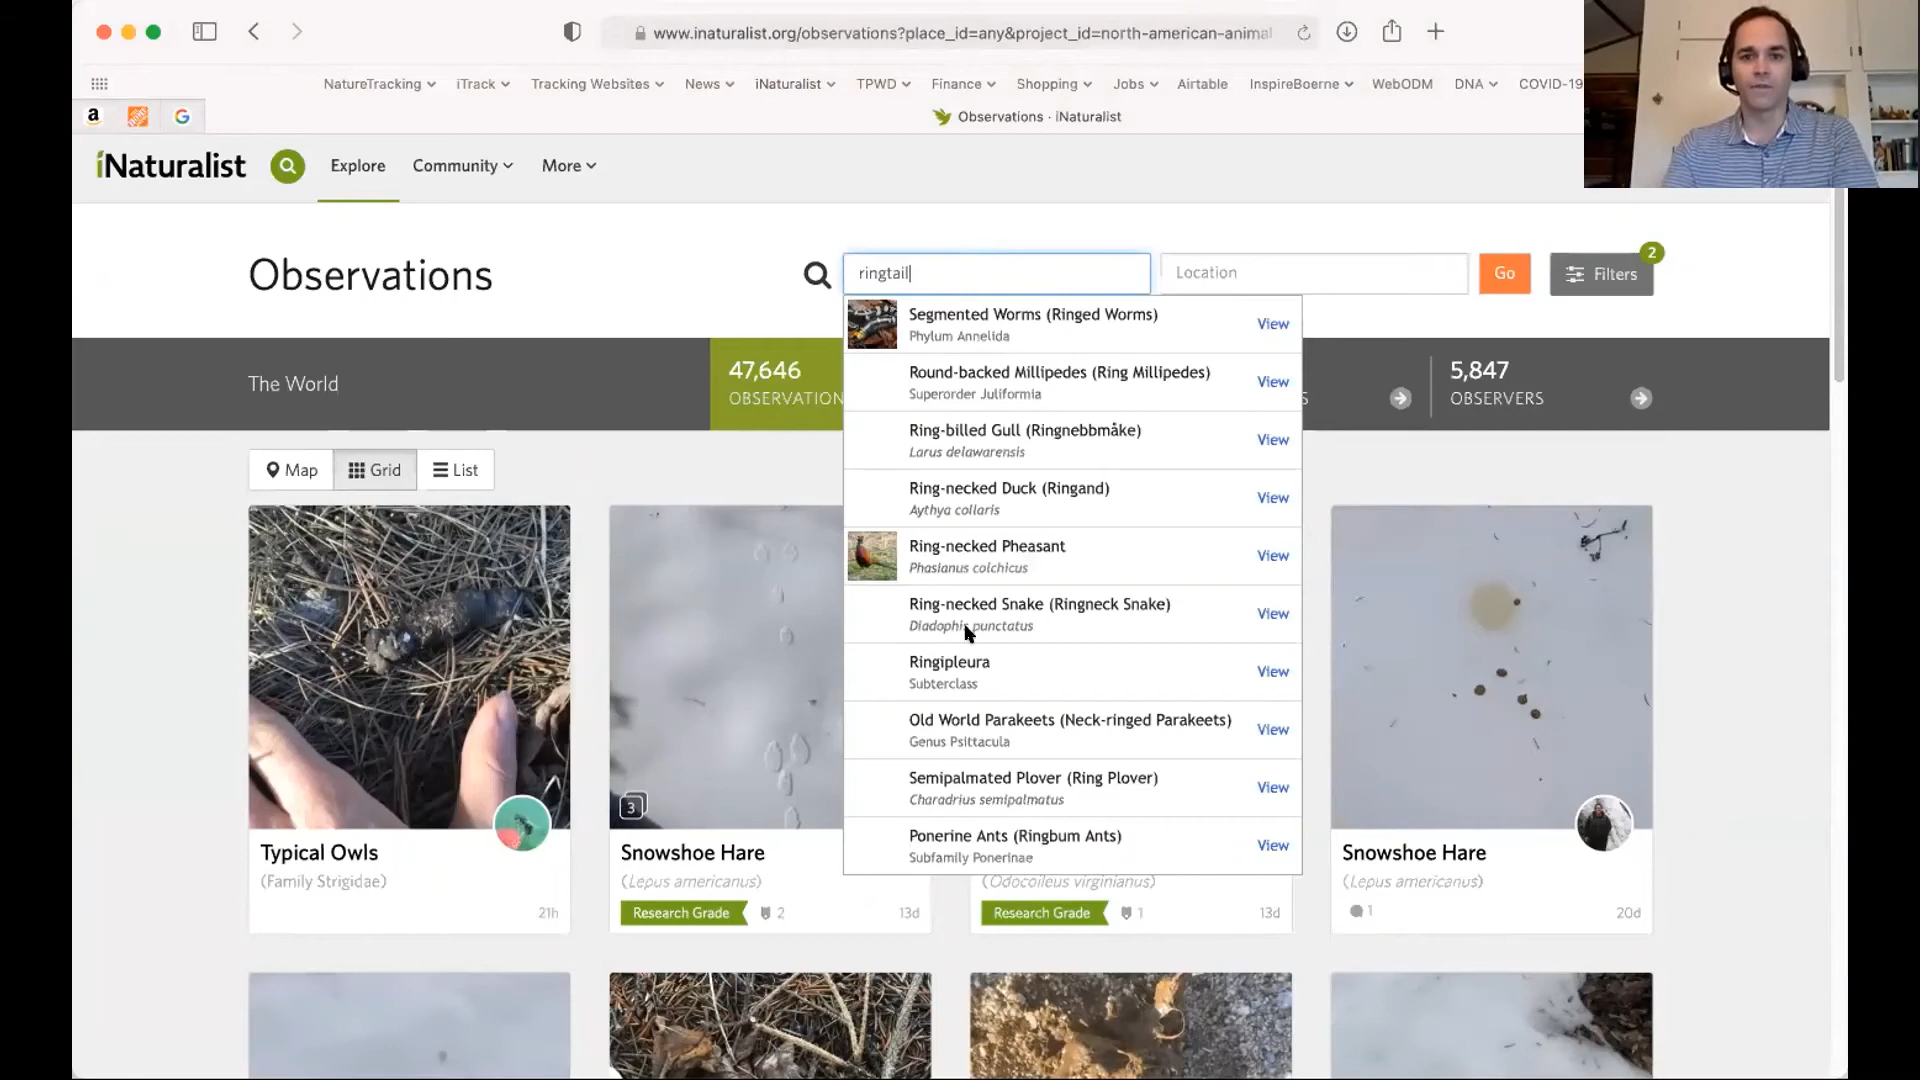 www.inaturalist.org/observations?place_id=any&project_id=north-american-animal
NatureTracking iTrack Tracking Websites News iNaturalist TPWD Finance Shopping Jobs Airtable InspireBoerne WebODM DNA COVID-19
a G Observations · iNaturalist
iNaturalist Explore Community More
Observations ringtail Location Go Filters 2
The World
47,646
OBSERVATION
S
5,847
OBSERVERS
Segmented Worms (Ringed Worms)
Phylum Annelida
View
Round-backed Millipedes (Ring Millipedes)
Superorder Juliformia
View
Ring-billed Gull (Ringnebbmåke)
Larus delawarensis
View
Ring-necked Duck (Ringand)
Aythya collaris
View
Ring-necked Pheasant
Phasianus colchicus
View
Ring-necked Snake (Ringneck Snake)
Diadophis punctatus
View
Ringipleura
Subterclass
View
Old World Parakeets (Neck-ringed Parakeets)
Genus Psittacula
View
Semipalmated Plover (Ring Plover)
Charadrius semipalmatus
View
Ponerine Ants (Ringbum Ants)
Subfamily Ponerinae
View
Map Grid List
Typical Owls
(Family Strigidae)
21h
3
Snowshoe Hare
(Lepus americanus)
Research Grade 2 13d
(Odocoileus virginianus)
Research Grade 1 13d
Snowshoe Hare
(Lepus americanus)
1 20d